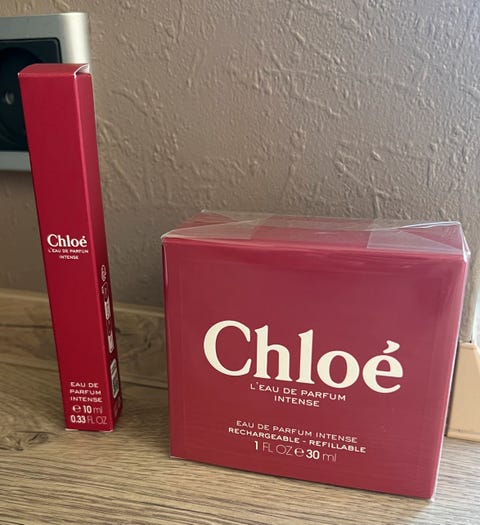 Chloé
L'EAU DE PARFUM
INTENSE
EAU DE
PARFUM
INTENSE
℮ 10 ml
0.33 FL OZ
Chloé
L'EAU DE PARFUM
INTENSE
EAU DE PARFUM INTENSE
RECHARGEABLE - REFILLABLE
1 FL OZ ℮ 30 ml